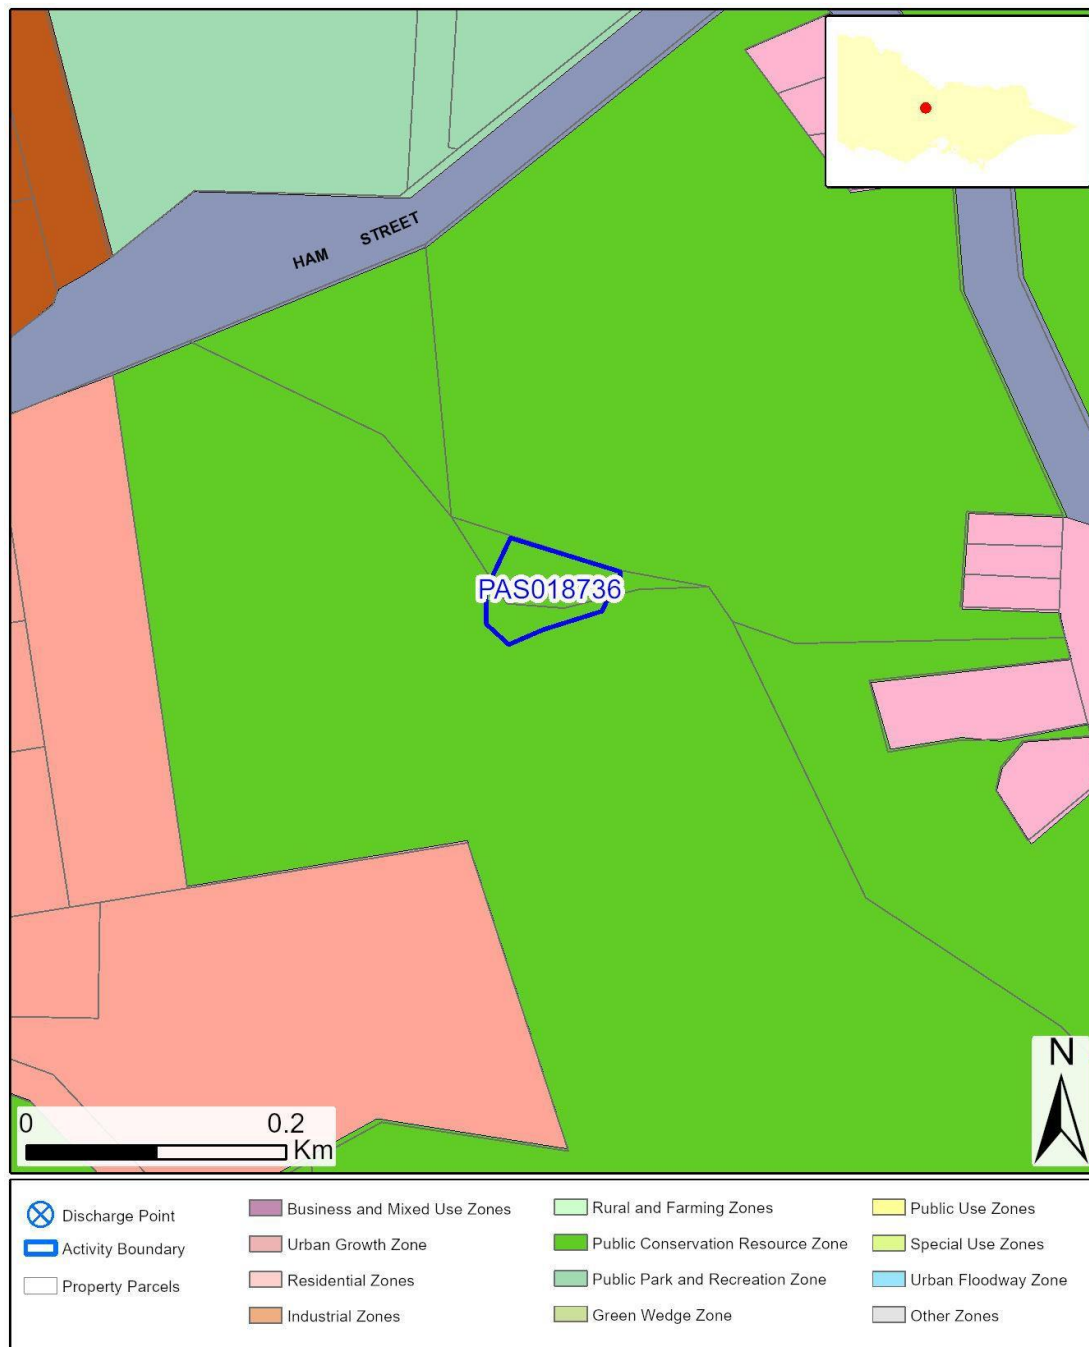 HAM STREET
PAS018736
N
0 0.2
Km
Discharge Point
Activity Boundary
Property Parcels
Business and Mixed Use Zones
Urban Growth Zone
Residential Zones
Industrial Zones
Rural and Farming Zones
Public Conservation Resource Zone
Public Park and Recreation Zone
Green Wedge Zone
Public Use Zones
Special Use Zones
Urban Floodway Zone
Other Zones